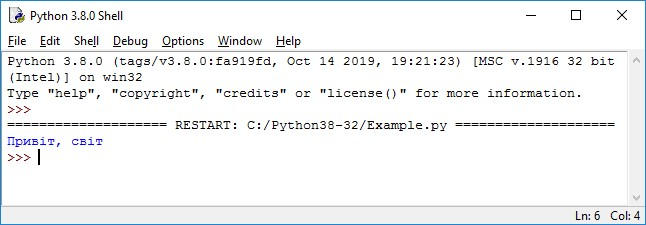 Python 3.8.0 Shell
File Edit Shell Debug Options Window Help
Python 3.8.0 (tags/v3.8.0:fa919fd, Oct 14 2019, 19:21:23) [MSC v.1916 32 bit
(Intel)] on win32
Type "help", "copyright", "credits" or "license()" for more information.
>>>
==================== RESTART: C:/Python38-32/Example.py ====================
Привіт, світ
>>>
Ln: 6 Col: 4